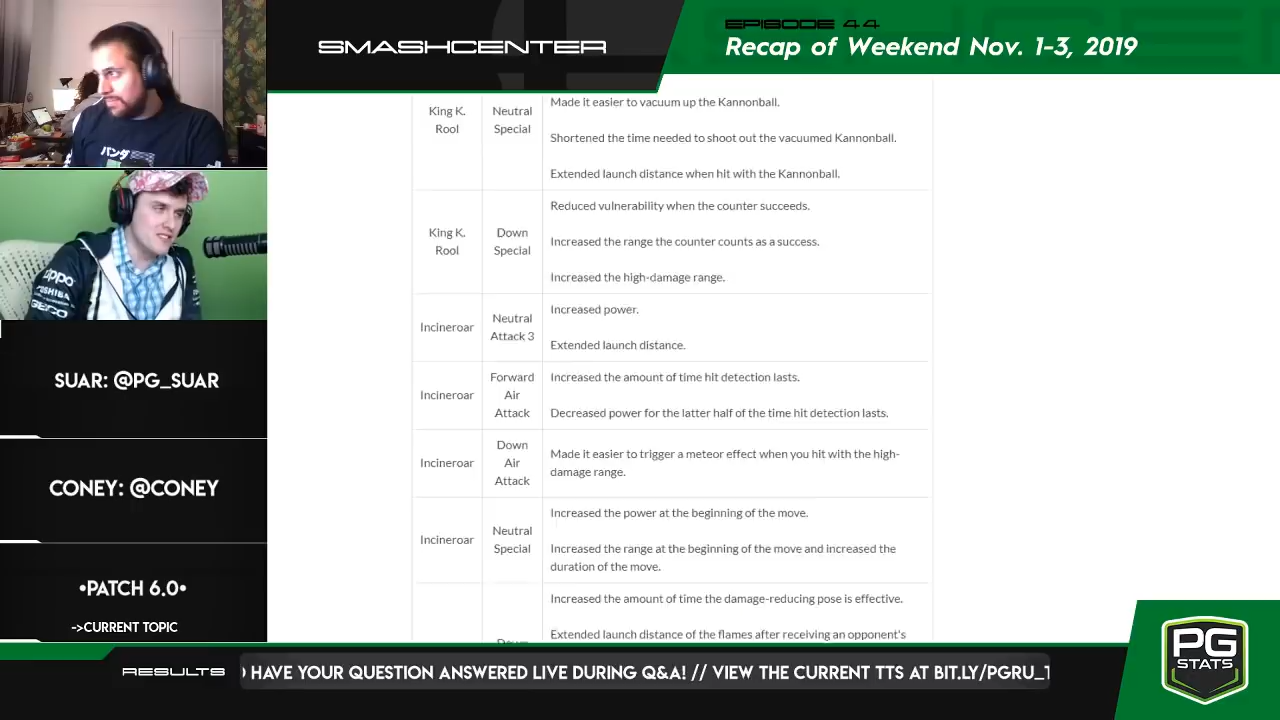 SMASHCENTER
EPISODE 44
Recap of Weekend Nov. 1-3, 2019
パンダ
oppo
TOSHIBA
GEICO
SUAR: @PG_SUAR
CONEY: @CONEY
•PATCH 6.0•
->CURRENT TOPIC
King K.
Rool
Neutral
Special
Made it easier to vacuum up the Kannonball.
Shortened the time needed to shoot out the vacuumed Kannonball.
Extended launch distance when hit with the Kannonball.
King K.
Rool
Down
Special
Reduced vulnerability when the counter succeeds.
Increased the range the counter counts as a success.
Increased the high-damage range.
Incineroar
Neutral
Attack 3
Increased power.
Extended launch distance.
Incineroar
Forward
Air
Attack
Increased the amount of time hit detection lasts.
Decreased power for the latter half of the time hit detection lasts.
Incineroar
Down
Air
Attack
Made it easier to trigger a meteor effect when you hit with the high-
damage range.
Incineroar
Neutral
Special
Increased the power at the beginning of the move.
Increased the range at the beginning of the move and increased the
duration of the move.
Down
Increased the amount of time the damage-reducing pose is effective.
Extended launch distance of the flames after receiving an opponent's
RESULTS
O HAVE YOUR QUESTION ANSWERED LIVE DURING Q&A! // VIEW THE CURRENT TTS AT BIT.LY/PGRU_T
PG
STATS